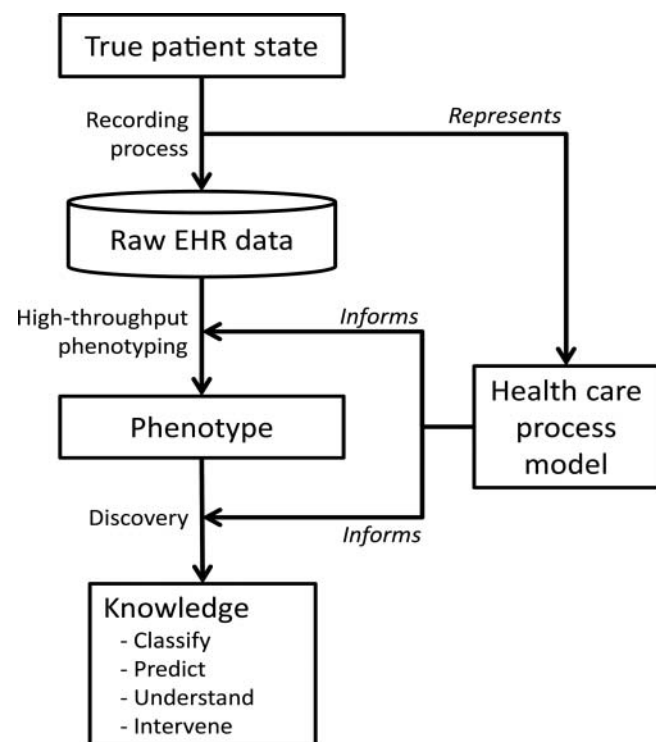 True patient state
Recording
process
Represents
Raw EHR data
High-throughput
phenotyping
Informs
Health care
process
model
Phenotype
Discovery
Informs
Knowledge
- Classify
- Predict
- Understand
- Intervene